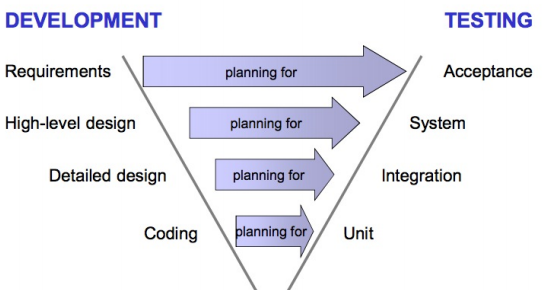 DEVELOPMENT TESTING
Requirements planning for Acceptance
High-level design planning for System
Detailed design planning for Integration
Coding planning for Unit